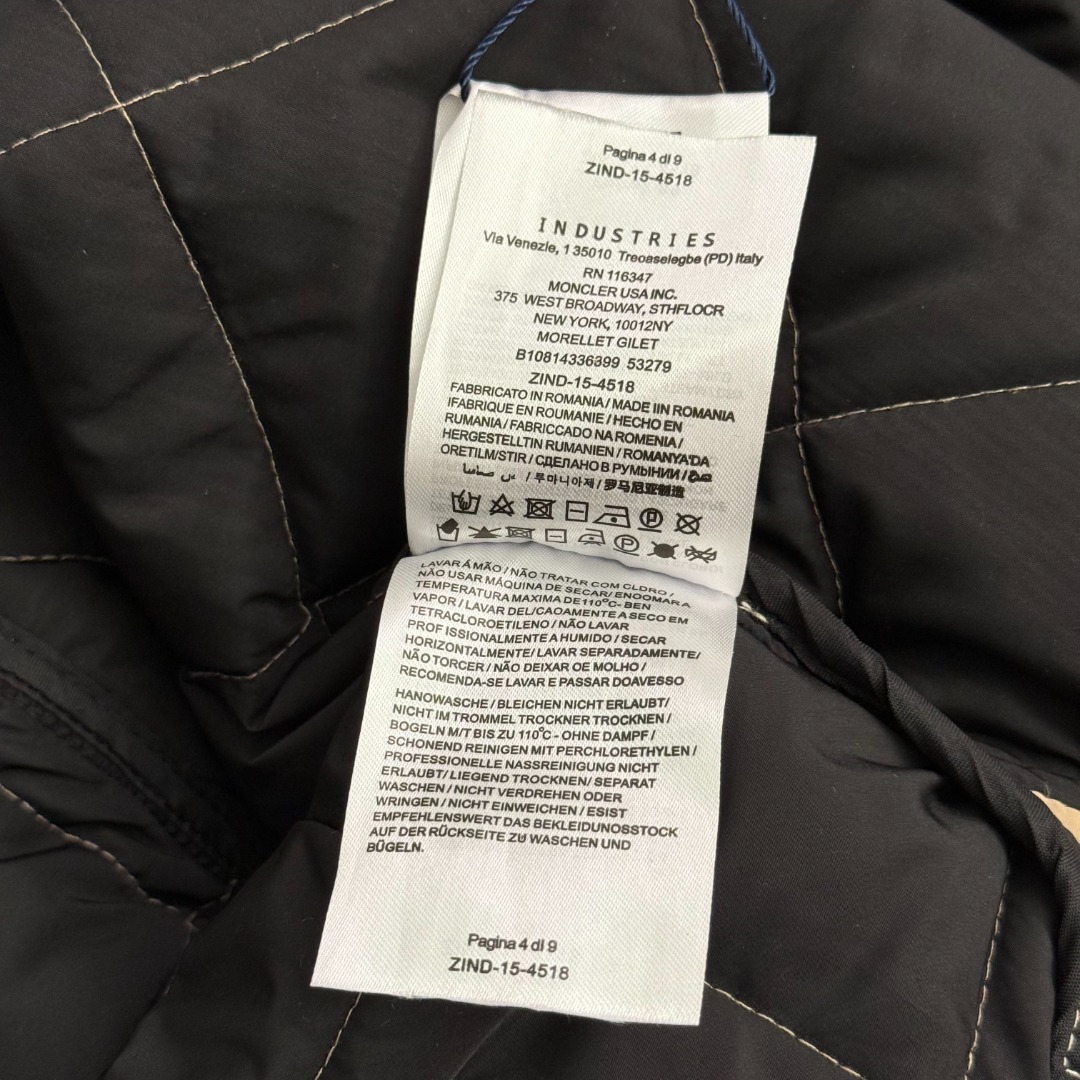 Pagina 4 dl 9
ZIND-15-4518
INDUSTRIES
Via Venezle, 1 35010 Treoaselegbe (PD) Italy
RN 116347
MONCLER USA INC.
375 WEST BROADWAY, STHFLOCR
NEW YORK, 10012NY
MORELLET GILET
B10814336399 53279
ZIND-15-4518
FABBRICATO IN ROMANIA / MADE IIN ROMANIA
IFABRIQUE EN ROUMANIE / HECHO EN
RUMANIA / FABRICCADO NA ROMENIA /
HERGESTELLTIN RUMANIEN / ROMANYA'DA
ORETILM/STIR / СДЕЛАНО В РУМЫНИИ /
/ 루마니아제 / 罗马尼亚制造
LAVAR Á MÃO / NÃO TRATAR COM CLDRO /
NÃO USAR MÁQUINA DE SECAR/ ENOOMAR A
TEMPERATURA MAXIMA DE 110°C- BEN
VAPOR / LAVAR DEL/CAOAMENTE A SECO EM
TETRACLOROETILENO / NÃO LAVAR
PROF ISSIONALMENTE A HUMIDO / SECAR
HORIZONTALMENTE/ LAVAR SEPARADAMENTE/
NÃO TORCER / NÃO DEIXAR OE MOLHO /
RECOMENDA-SE LAVAR E PASSAR DOAVESSO
HANOWASCHE / BLEICHEN NICHT ERLAUBT/
NICHT IM TROMMEL TROCKNER TROCKNEN /
BOGELN M/T BIS ZU 110°C - OHNE DAMPF /
SCHONEND REINIGEN MIT PERCHLORETHYLEN /
PROFESSIONELLE NASSREINIGUNG NICHT
ERLAUBT/ LIEGEND TROCKNEN/ SEPARAT
WASCHEN / NICHT VERDREHEN ODER
WRINGEN / NICHT EINWEICHEN / ESIST
EMPFEHLENSWERT DAS BEKLEIDUNOSSTOCK
AUF DER RÜCKSEITE ZU WASCHEN UND
BÜGELN.
Pagina 4 dl 9
ZIND-15-4518